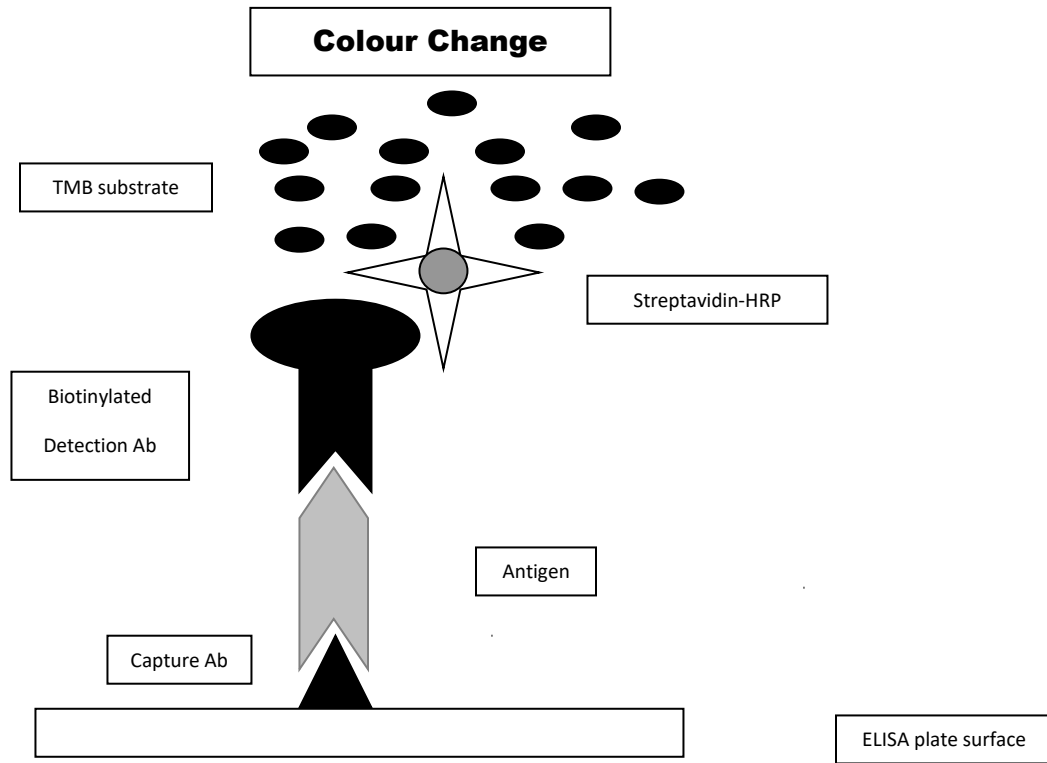 Colour Change
TMB substrate
Streptavidin-HRP
Biotinylated
Detection Ab
Antigen
Capture Ab
ELISA plate surface